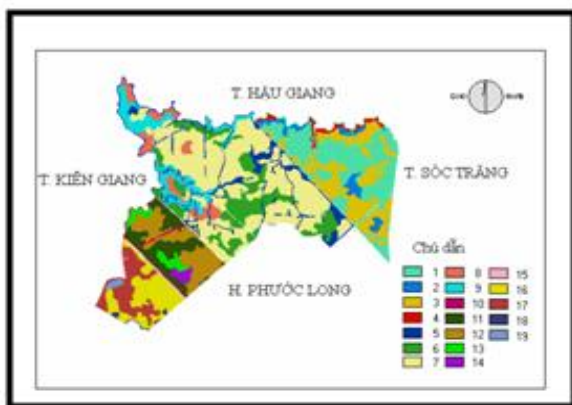 T. HẬU GIANG
T. KIÊN GIANG
T. SÓC TRĂNG
H. PHƯỚC LONG
Chú dẫn
1 8 15
2 9 16
3 10 17
4 11 18
5 12 19
6 13
7 14